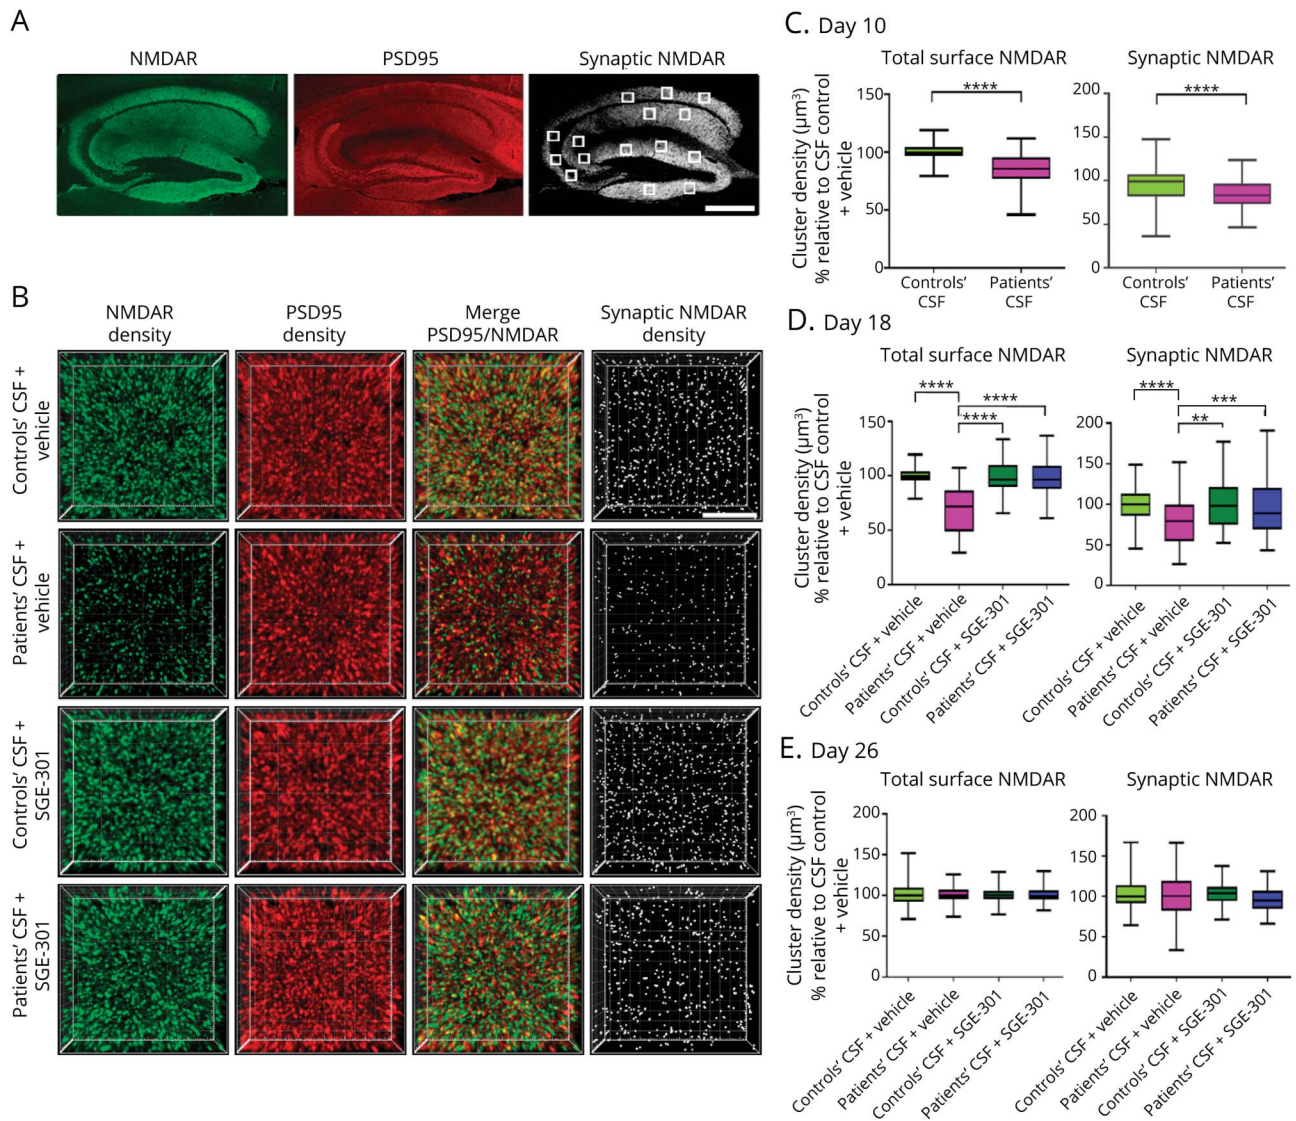 A
NMDAR
PSD95
Synaptic NMDAR
B
NMDAR
density
PSD95
density
Merge
PSD95/NMDAR
Synaptic NMDAR
density
Controls' CSF +
vehicle
Patients' CSF +
vehicle
Controls' CSF +
SGE-301
Patients' CSF +
SGE-301
C. Day 10
Total surface NMDAR
Cluster density (μm³)
% relative to CSF control
+ vehicle
150
100
50
0
****
Controls'
CSF
Patients'
CSF
Synaptic NMDAR
200
150
100
50
0
****
Controls'
CSF
Patients'
CSF
D. Day 18
Total surface NMDAR
Cluster density (μm³)
% relative to CSF control
+ vehicle
150
100
50
0
****
****
****
Controls' CSF + vehicle
Patients' CSF + vehicle
Controls' CSF + SGE-301
Patients' CSF + SGE-301
Synaptic NMDAR
200
150
100
50
0
****
***
**
Controls' CSF + vehicle
Patients' CSF + vehicle
Controls' CSF + SGE-301
Patients' CSF + SGE-301
E. Day 26
Total surface NMDAR
Cluster density (μm³)
% relative to CSF control
+ vehicle
200
150
100
50
0
Controls' CSF + vehicle
Patients' CSF + vehicle
Controls' CSF + SGE-301
Patients' CSF + SGE-301
Synaptic NMDAR
200
150
100
50
0
Controls' CSF + vehicle
Patients' CSF + vehicle
Controls' CSF + SGE-301
Patients' CSF + SGE-301